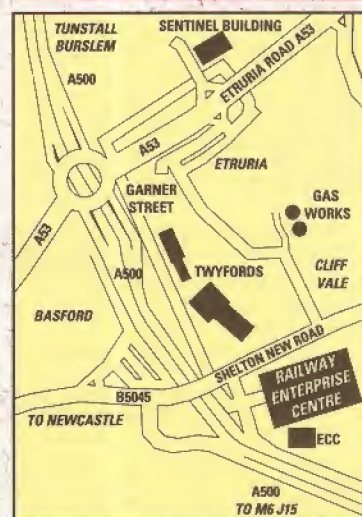 TUNSTALL
BURSLEM
SENTINEL BUILDING
A500
ETRURIA ROAD A53
A53
ETRURIA
GARNER
STREET
GAS
WORKS
A53
A500
TWYFORDS
CLIFF
VALE
BASFORD
SHELTON NEW ROAD
RAILWAY
ENTERPRISE
CENTRE
B5045
TO NEWCASTLE
ECC
A500
TO M6 J15